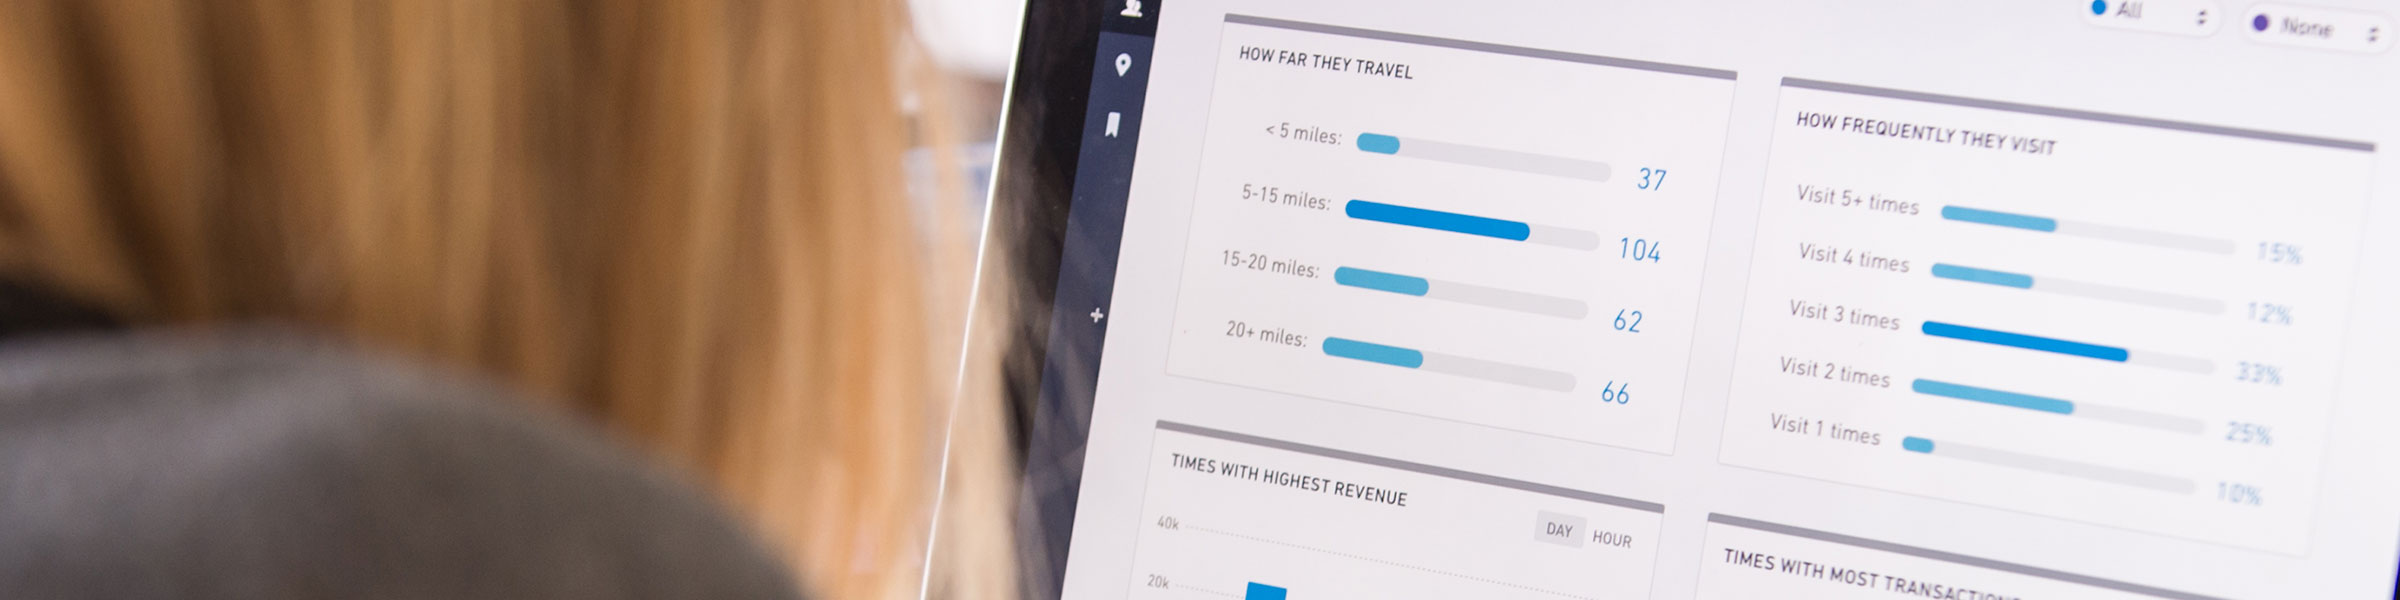 All
None
HOW FAR THEY TRAVEL
< 5 miles: 37
5-15 miles: 104
15-20 miles: 62
20+ miles: 66
HOW FREQUENTLY THEY VISIT
Visit 5+ times 15%
Visit 4 times 12%
Visit 3 times 33%
Visit 2 times 25%
Visit 1 times 10%
TIMES WITH HIGHEST REVENUE
DAY HOUR
40k
20k
TIMES WITH MOST